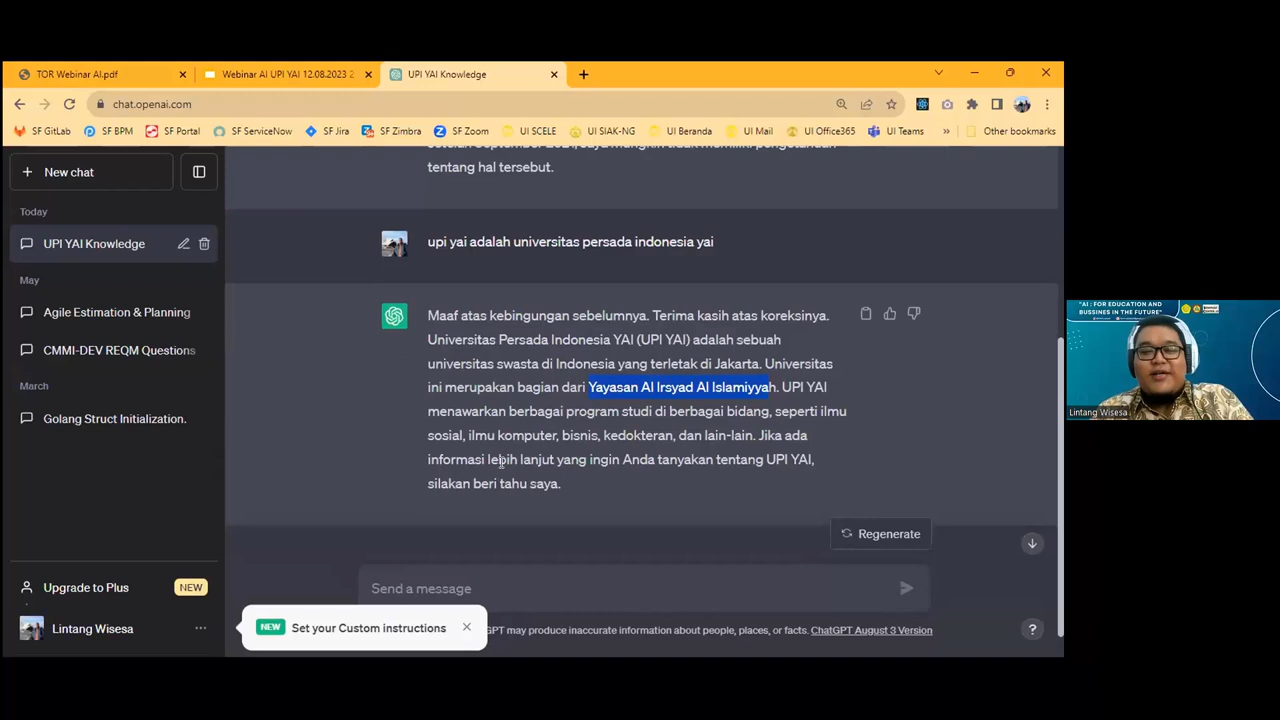 TOR Webinar AI.pdf
Webinar AI UPI YAI 12.08.2023 2
UPI YAI Knowledge
chat.openai.com
SF GitLab
SF BPM
SF Portal
SF ServiceNow
SF Jira
SF Zimbra
SF Zoom
UI SCELE
UI SIAK-NG
UI Beranda
UI Mail
UI Office365
UI Teams
Other bookmarks
New chat
Today
UPI YAI Knowledge
May
Agile Estimation & Planning
CMMI-DEV REQM Questions
March
Golang Struct Initialization.
Upgrade to Plus
NEW
Lintang Wisesa
tentang hal tersebut.
upi yai adalah universitas persada indonesia yai
Maaf atas kebingungan sebelumnya. Terima kasih atas koreksinya.
Universitas Persada Indonesia YAI (UPI YAI) adalah sebuah
universitas swasta di Indonesia yang terletak di Jakarta. Universitas
ini merupakan bagian dari Yayasan Al Irsyad Al Islamiyyah. UPI YAI
menawarkan berbagai program studi di berbagai bidang, seperti ilmu
sosial, ilmu komputer, bisnis, kedokteran, dan lain-lain. Jika ada
informasi lebih lanjut yang ingin Anda tanyakan tentang UPI YAI,
silakan beri tahu saya.
Regenerate
Send a message
NEW Set your Custom instructions
GPT may produce inaccurate information about people, places, or facts. ChatGPT August 3 Version
?
"AI : FOR EDUCATION AND
BUSSINES IN THE FUTURE"
Lintang Wisesa